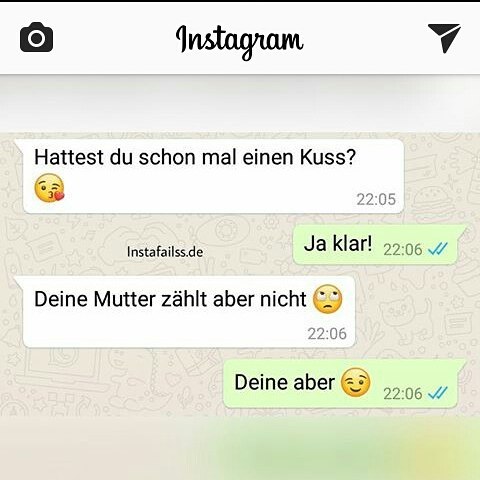 Instagram
Hattest du schon mal einen Kuss?
😘
22:05
Ja klar! 22:06
Instafailss.de
Deine Mutter zählt aber nicht 🙄
22:06
Deine aber 😉 22:06